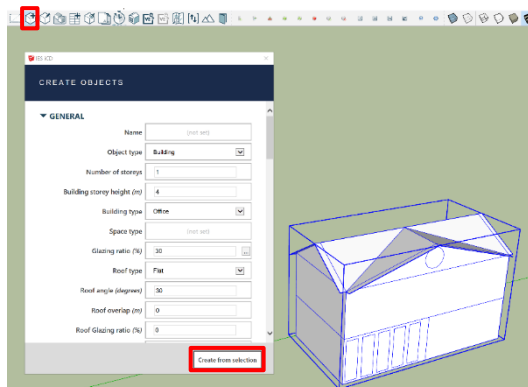 IES iCD
CREATE OBJECTS
GENERAL
Name (not set)
Object type Building
Number of storeys 1
Building storey height (m) 4
Building type Office
Space type (not set)
Glazing ratio (%) 30 ...
Roof type Flat
Roof angle (degrees) 30
Roof overlap (m) 0
Roof Glazing ratio (%) 0
Create from selection